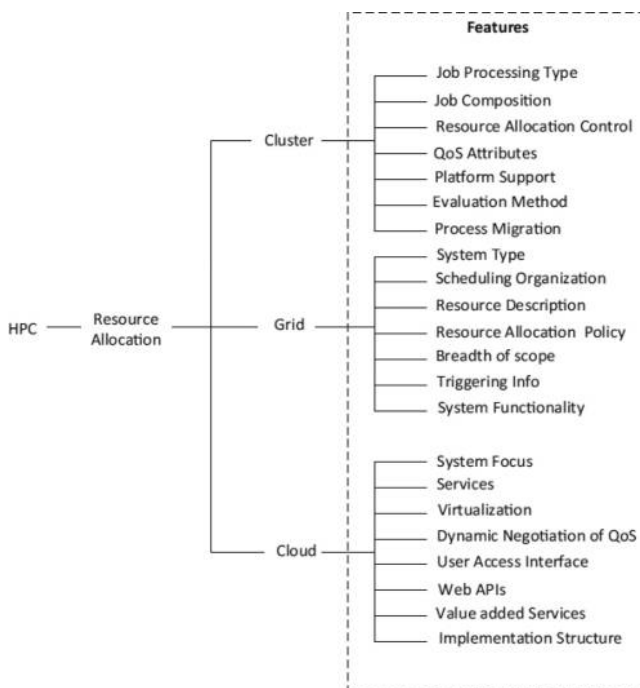 Features
Job Processing Type
Job Composition
Cluster
Resource Allocation Control
QoS Attributes
Platform Support
Evaluation Method
Process Migration
System Type
Scheduling Organization
Resource Description
HPC
Resource
Allocation
Grid
Resource Allocation Policy
Breadth of scope
Triggering Info
System Functionality
System Focus
Services
Virtualization
Dynamic Negotiation of QoS
Cloud
User Access Interface
Web APIs
Value added Services
Implementation Structure